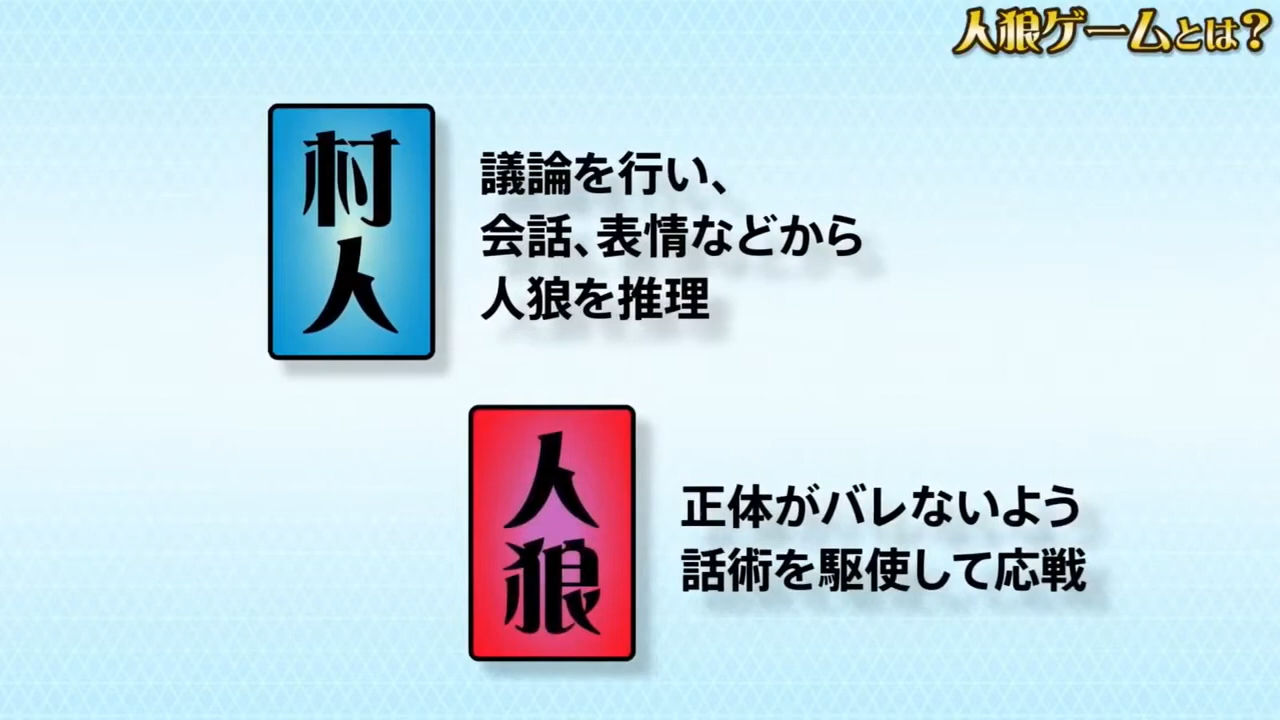 人狼ゲームとは?
村人
議論を行い、
会話、表情などから
人狼を推理
人狼
正体がバレないよう
話術を駆使して応戦